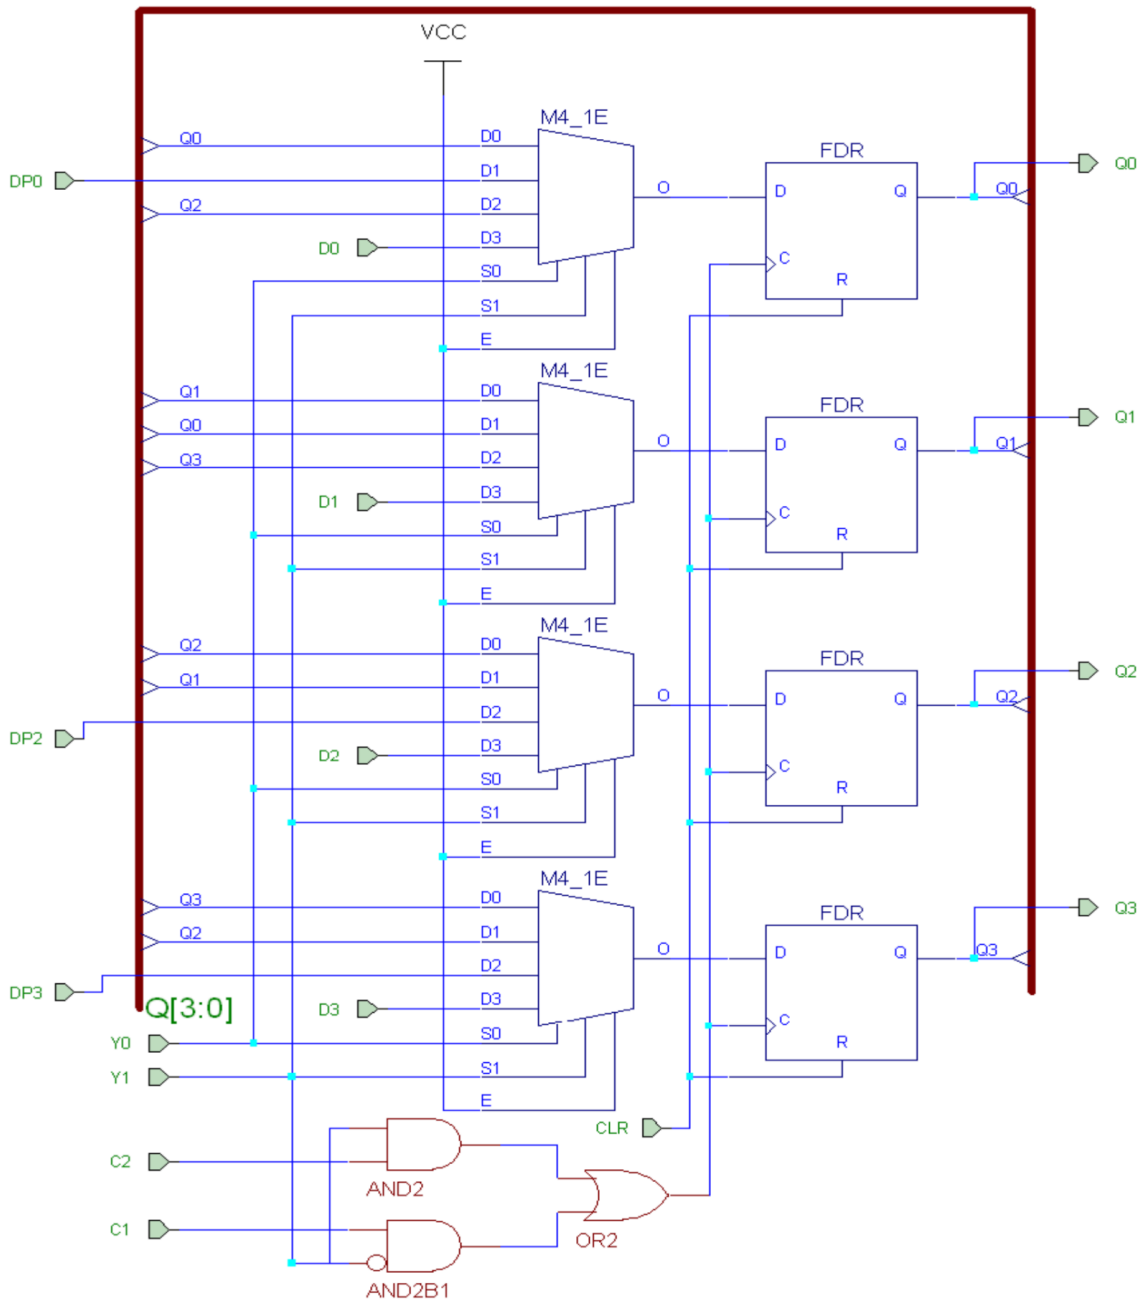 VCC
M4_1E
Q0 D0 FDR
DP0 D1 O D Q Q0 Q0
Q2 D2
D0 D3
S0 C
S1 R
E
M4_1E
Q1 D0 FDR Q1
Q0 D1 O D Q Q1
Q3 D2
D1 D3
S0 C
S1 R
E
M4_1E
Q2 D0 FDR Q2
Q1 D1 O D Q Q2
DP2 D2
D2 D3
S0 C
S1 R
E
M4_1E
Q3 D0 FDR Q3
Q2 D1 O D Q Q3
DP3 D2
Q[3:0] D3 D3
Y0 S0 C
Y1 S1 R
E
CLR
C2
AND2
C1
OR2
AND2B1